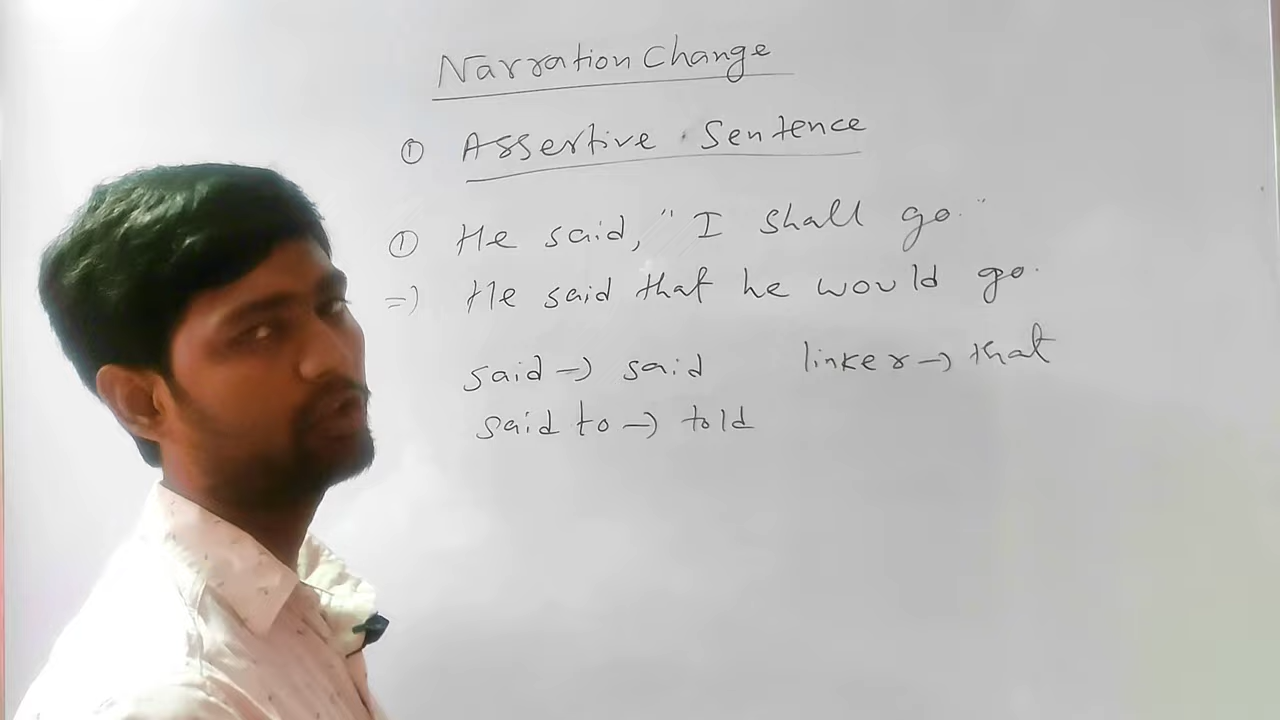 Narration Change
① Assertive Sentence
① He said, "I shall go."
=) He said that he would go.
said → said linker → that
said to → told